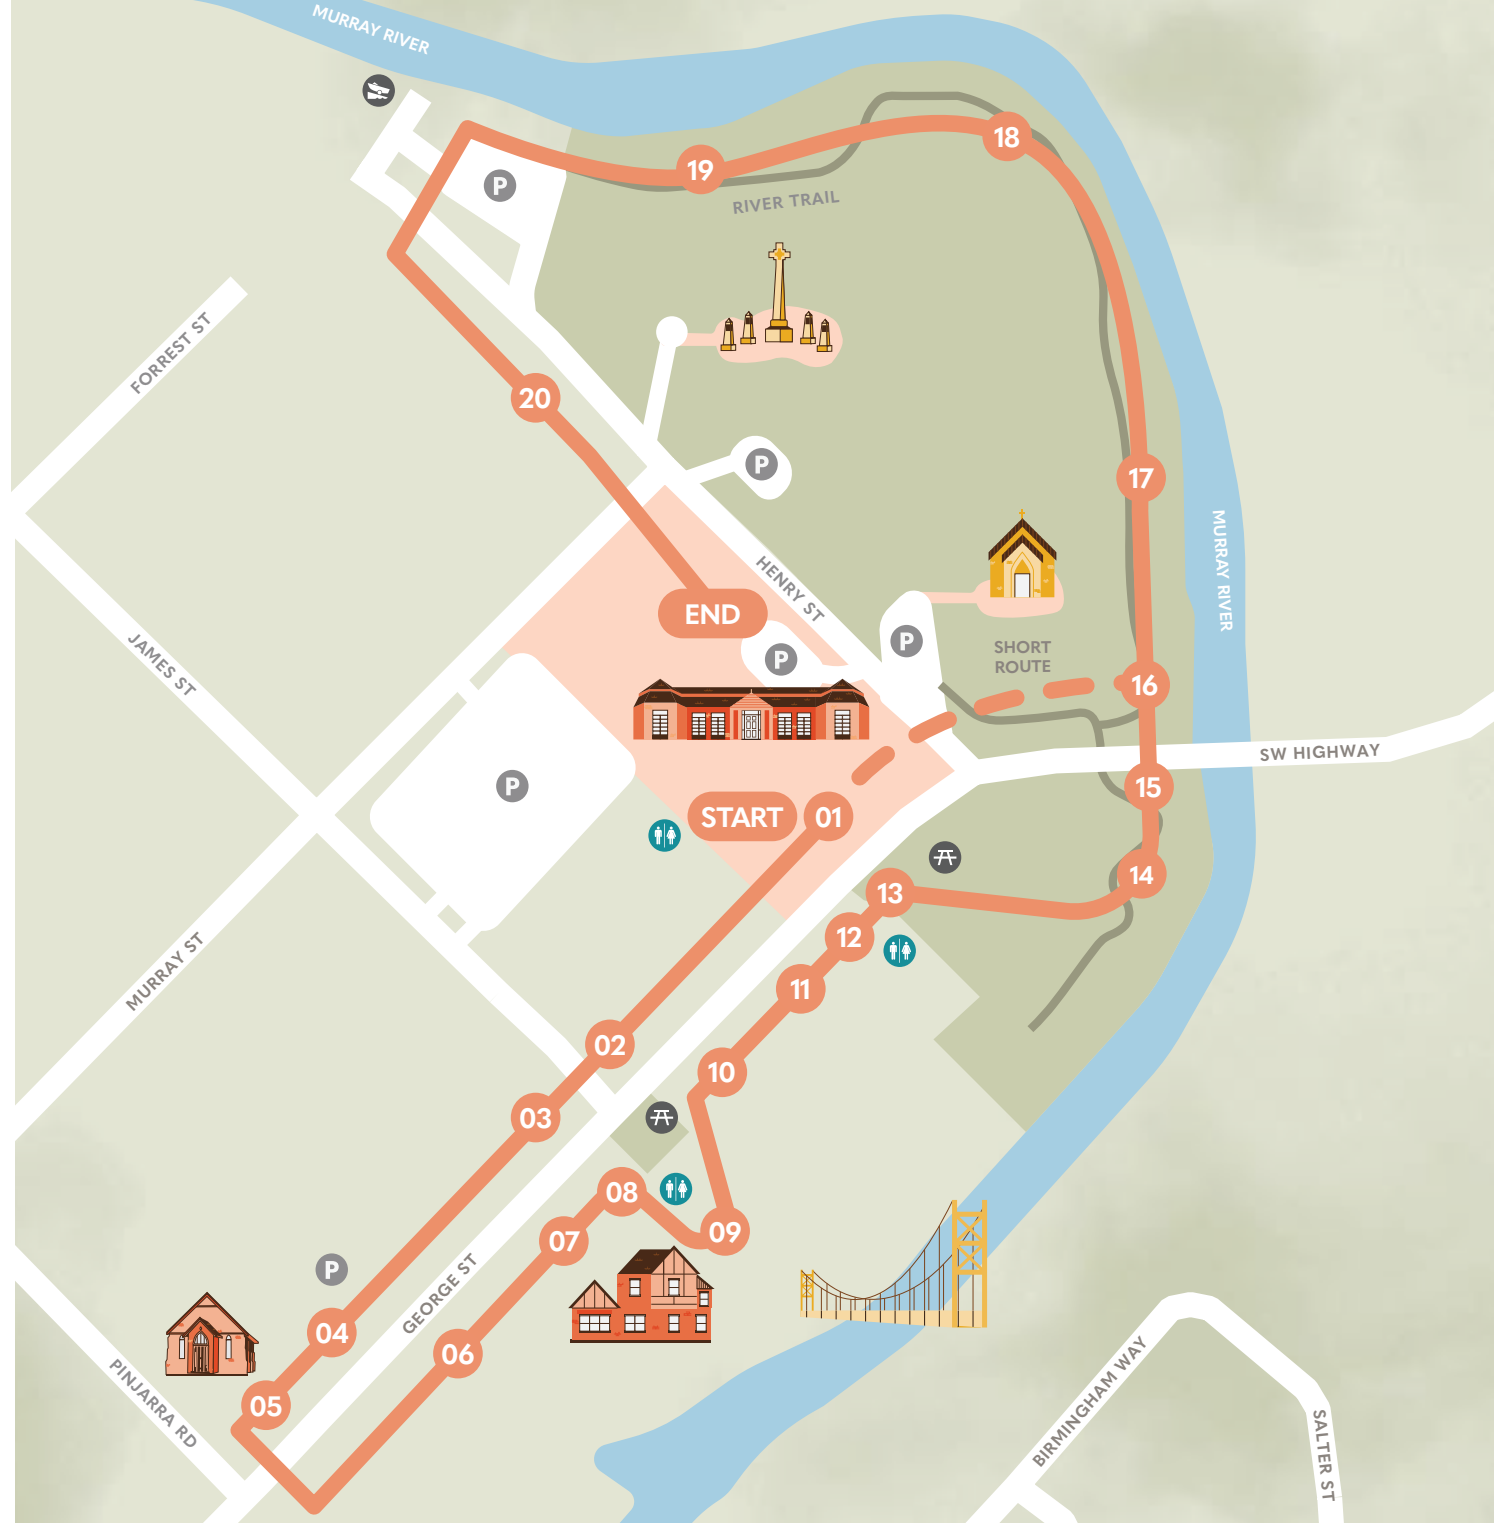 MURRAY RIVER
18
19
P
RIVER TRAIL
FORREST ST
20
P
17
MURRAY RIVER
HENRY ST
END
P
P
SHORT
ROUTE
JAMES ST
16
SW HIGHWAY
P
15
START
01
14
13
12
MURRAY ST
11
02
10
03
08
09
07
P
GEORGE ST
04
06
05
PINJARRA RD
BIRMINGHAM WAY
SALTER ST